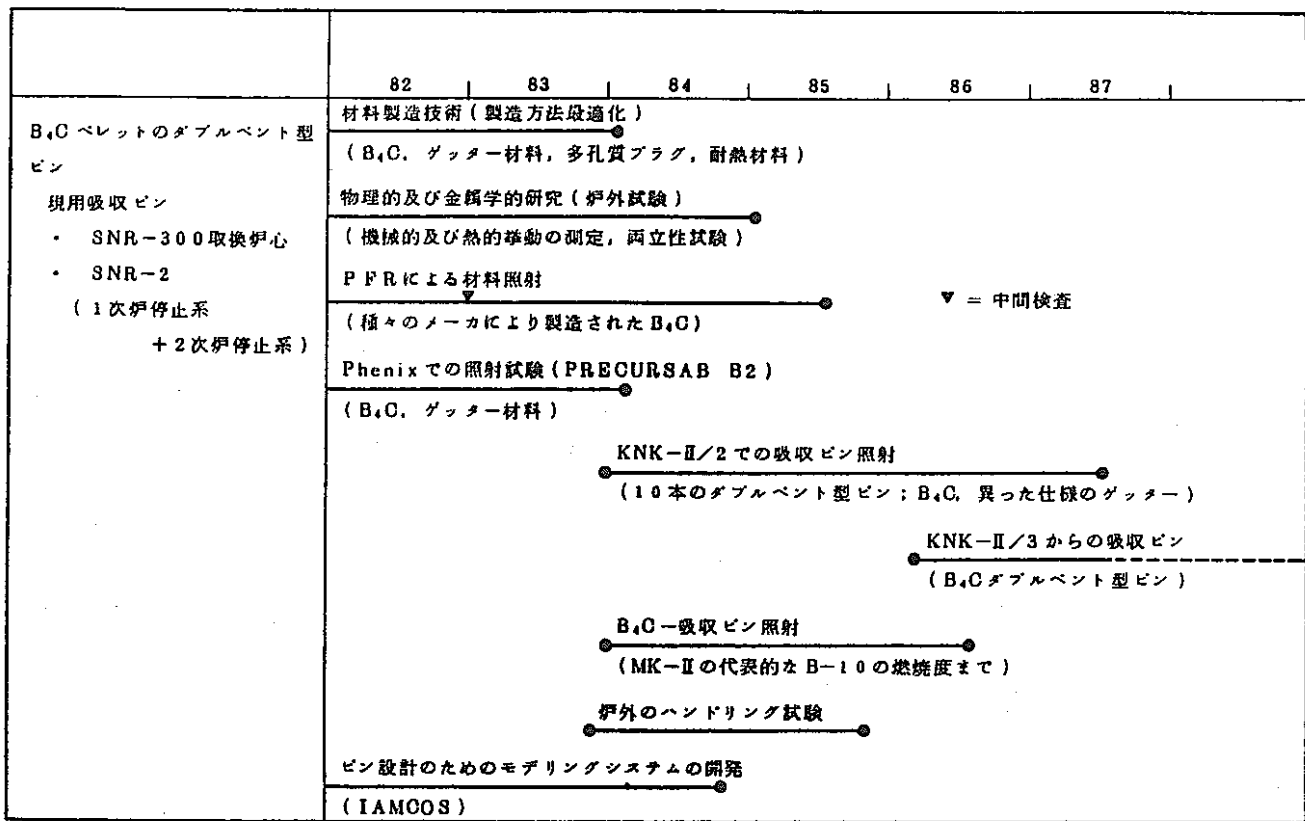 82 83 84 85 86 87
B₄Cペレットのダブルベント型
ピン
現用吸収ピン
・ SNR-300取換炉心
・ SNR-2
(1次炉停止系
+2次炉停止系)
材料製造技術(製造方法最適化)
(B₄C, ゲッター材料, 多孔質プラグ, 耐熱材料)
物理的及び金属学的研究(炉外試験)
(機械的及び熱的挙動の測定, 両立性試験)
PFRによる材料照射
▼ = 中間検査
(種々のメーカにより製造されたB₄C)
Phenixでの照射試験(PRECURSAB B2)
(B₄C, ゲッター材料)
KNK-Ⅱ/2での吸収ピン照射
(10本のダブルベント型ピン;B₄C, 異った仕様のゲッター)
KNK-Ⅱ/3からの吸収ピン
(B₄Cダブルベント型ピン)
B₄C-吸収ピン照射
(MK-Ⅱの代表的なB-10の燃焼度まで)
炉外のハンドリング試験
ピン設計のためのモデリングシステムの開発
(IAMCOS)